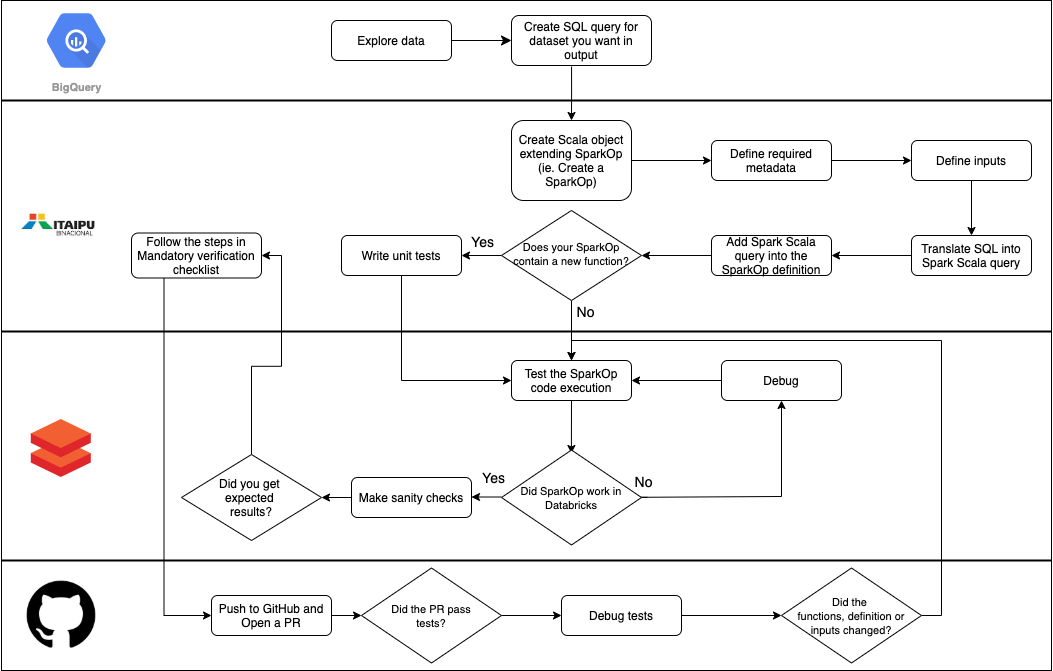 Explore data
Create SQL query for
dataset you want in
output
BigQuery
Create Scala object
extending SparkOp
(ie. Create a
SparkOp)
Define required
metadata
Define inputs
ITAIPU
BINACIONAL
Follow the steps in
Mandatory verification
checklist
Write unit tests
Yes
Does your SparkOp
contain a new function?
Add Spark Scala
query into the
SparkOp definition
Translate SQL into
Spark Scala query
No
Test the SparkOp
code execution
Debug
Did you get
expected
results?
Make sanity checks
Yes
Did SparkOp work in
Databricks
No
Push to GitHub and
Open a PR
Did the PR pass
tests?
Debug tests
Did the
functions, definition or
inputs changed?